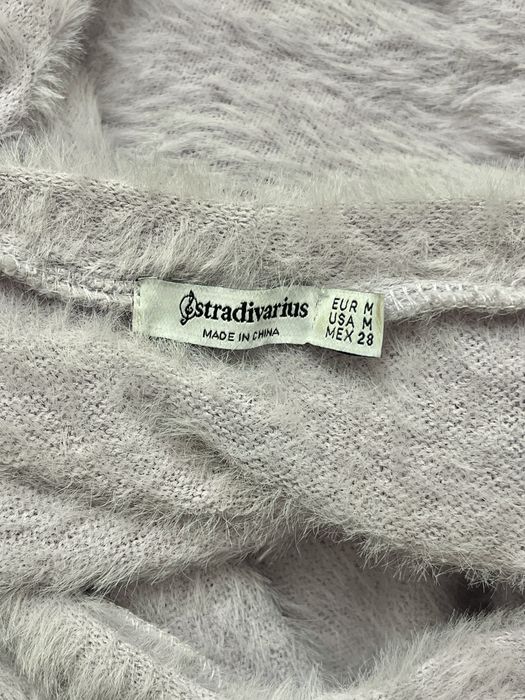 stradivarius
MADE IN CHINA
EUR M
USA M
MEX 28